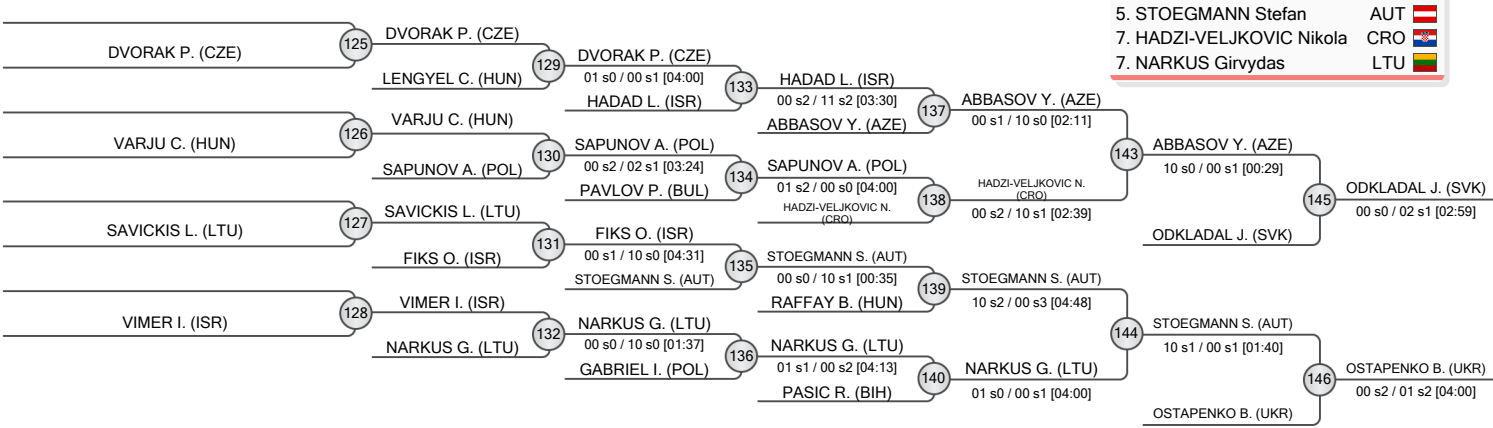 5. STOEGMANN Stefan AUT
7. HADZI-VELJKOVIC Nikola CRO
7. NARKUS Girvydas LTU
DVORAK P. (CZE)
125
DVORAK P. (CZE)
LENGYEL C. (HUN)
129
DVORAK P. (CZE)
01 s0 / 00 s1 [04:00]
HADAD L. (ISR)
133
HADAD L. (ISR)
00 s2 / 11 s2 [03:30]
ABBASOV Y. (AZE)
137
ABBASOV Y. (AZE)
00 s1 / 10 s0 [02:11]
VARJU C. (HUN)
126
VARJU C. (HUN)
SAPUNOV A. (POL)
130
SAPUNOV A. (POL)
00 s2 / 02 s1 [03:24]
PAVLOV P. (BUL)
134
SAPUNOV A. (POL)
01 s2 / 00 s0 [04:00]
HADZI-VELJKOVIC N.
(CRO)
138
HADZI-VELJKOVIC N.
(CRO)
00 s2 / 10 s1 [02:39]
143
ABBASOV Y. (AZE)
10 s0 / 00 s1 [00:29]
ODKLADAL J. (SVK)
145
ODKLADAL J. (SVK)
00 s0 / 02 s1 [02:59]
SAVICKIS L. (LTU)
127
SAVICKIS L. (LTU)
FIKS O. (ISR)
131
FIKS O. (ISR)
00 s1 / 10 s0 [04:31]
STOEGMANN S. (AUT)
135
STOEGMANN S. (AUT)
00 s0 / 10 s1 [00:35]
RAFFAY B. (HUN)
139
STOEGMANN S. (AUT)
10 s2 / 00 s3 [04:48]
VIMER I. (ISR)
128
VIMER I. (ISR)
NARKUS G. (LTU)
132
NARKUS G. (LTU)
00 s0 / 10 s0 [01:37]
GABRIEL I. (POL)
136
NARKUS G. (LTU)
01 s1 / 00 s2 [04:13]
PASIC R. (BIH)
140
NARKUS G. (LTU)
01 s0 / 00 s1 [04:00]
144
STOEGMANN S. (AUT)
10 s1 / 00 s1 [01:40]
OSTAPENKO B. (UKR)
146
OSTAPENKO B. (UKR)
00 s2 / 01 s2 [04:00]